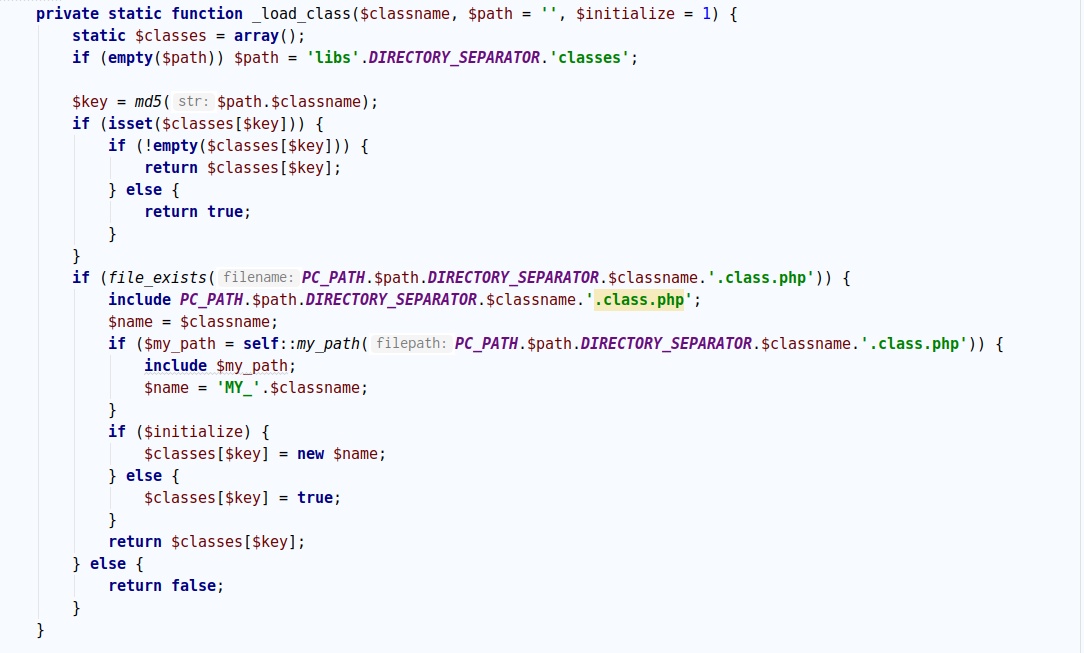 private static function _load_class($classname, $path = '', $initialize = 1) {
static $classes = array();
if (empty($path)) $path = 'libs'.DIRECTORY_SEPARATOR.'classes';
$key = md5( str: $path.$classname);
if (isset($classes[$key])) {
if (!empty($classes[$key])) {
return $classes[$key];
} else {
return true;
}
}
if (file_exists( filename: PC_PATH.$path.DIRECTORY_SEPARATOR.$classname.'.class.php')) {
include PC_PATH.$path.DIRECTORY_SEPARATOR.$classname.'.class.php';
$name = $classname;
if ($my_path = self::my_path( filepath: PC_PATH.$path.DIRECTORY_SEPARATOR.$classname.'.class.php')) {
include $my_path;
$name = 'MY_'.$classname;
}
if ($initialize) {
$classes[$key] = new $name;
} else {
$classes[$key] = true;
}
return $classes[$key];
} else {
return false;
}
}